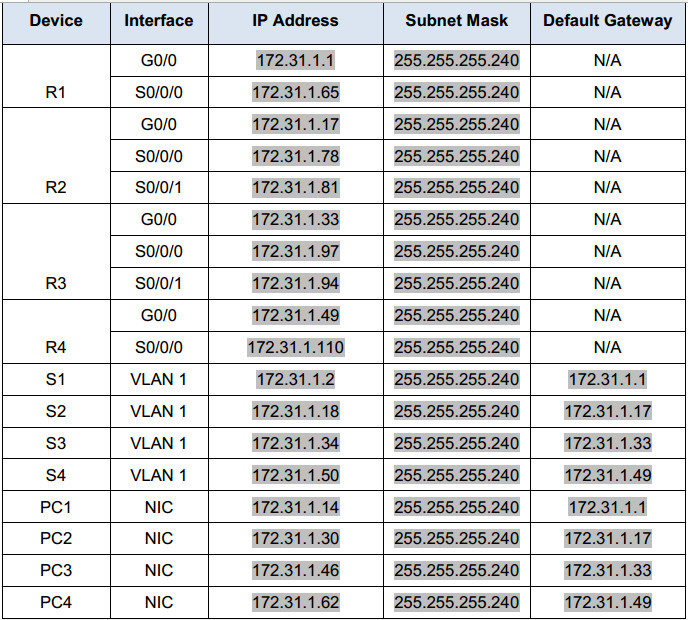 Device Interface IP Address Subnet Mask Default Gateway
R1 G0/0 172.31.1.1 255.255.255.240 N/A
S0/0/0 172.31.1.65 255.255.255.240 N/A
R2 G0/0 172.31.1.17 255.255.255.240 N/A
S0/0/0 172.31.1.78 255.255.255.240 N/A
S0/0/1 172.31.1.81 255.255.255.240 N/A
R3 G0/0 172.31.1.33 255.255.255.240 N/A
S0/0/0 172.31.1.97 255.255.255.240 N/A
S0/0/1 172.31.1.94 255.255.255.240 N/A
R4 G0/0 172.31.1.49 255.255.255.240 N/A
S0/0/0 172.31.1.110 255.255.255.240 N/A
S1 VLAN 1 172.31.1.2 255.255.255.240 172.31.1.1
S2 VLAN 1 172.31.1.18 255.255.255.240 172.31.1.17
S3 VLAN 1 172.31.1.34 255.255.255.240 172.31.1.33
S4 VLAN 1 172.31.1.50 255.255.255.240 172.31.1.49
PC1 NIC 172.31.1.14 255.255.255.240 172.31.1.1
PC2 NIC 172.31.1.30 255.255.255.240 172.31.1.17
PC3 NIC 172.31.1.46 255.255.255.240 172.31.1.33
PC4 NIC 172.31.1.62 255.255.255.240 172.31.1.49